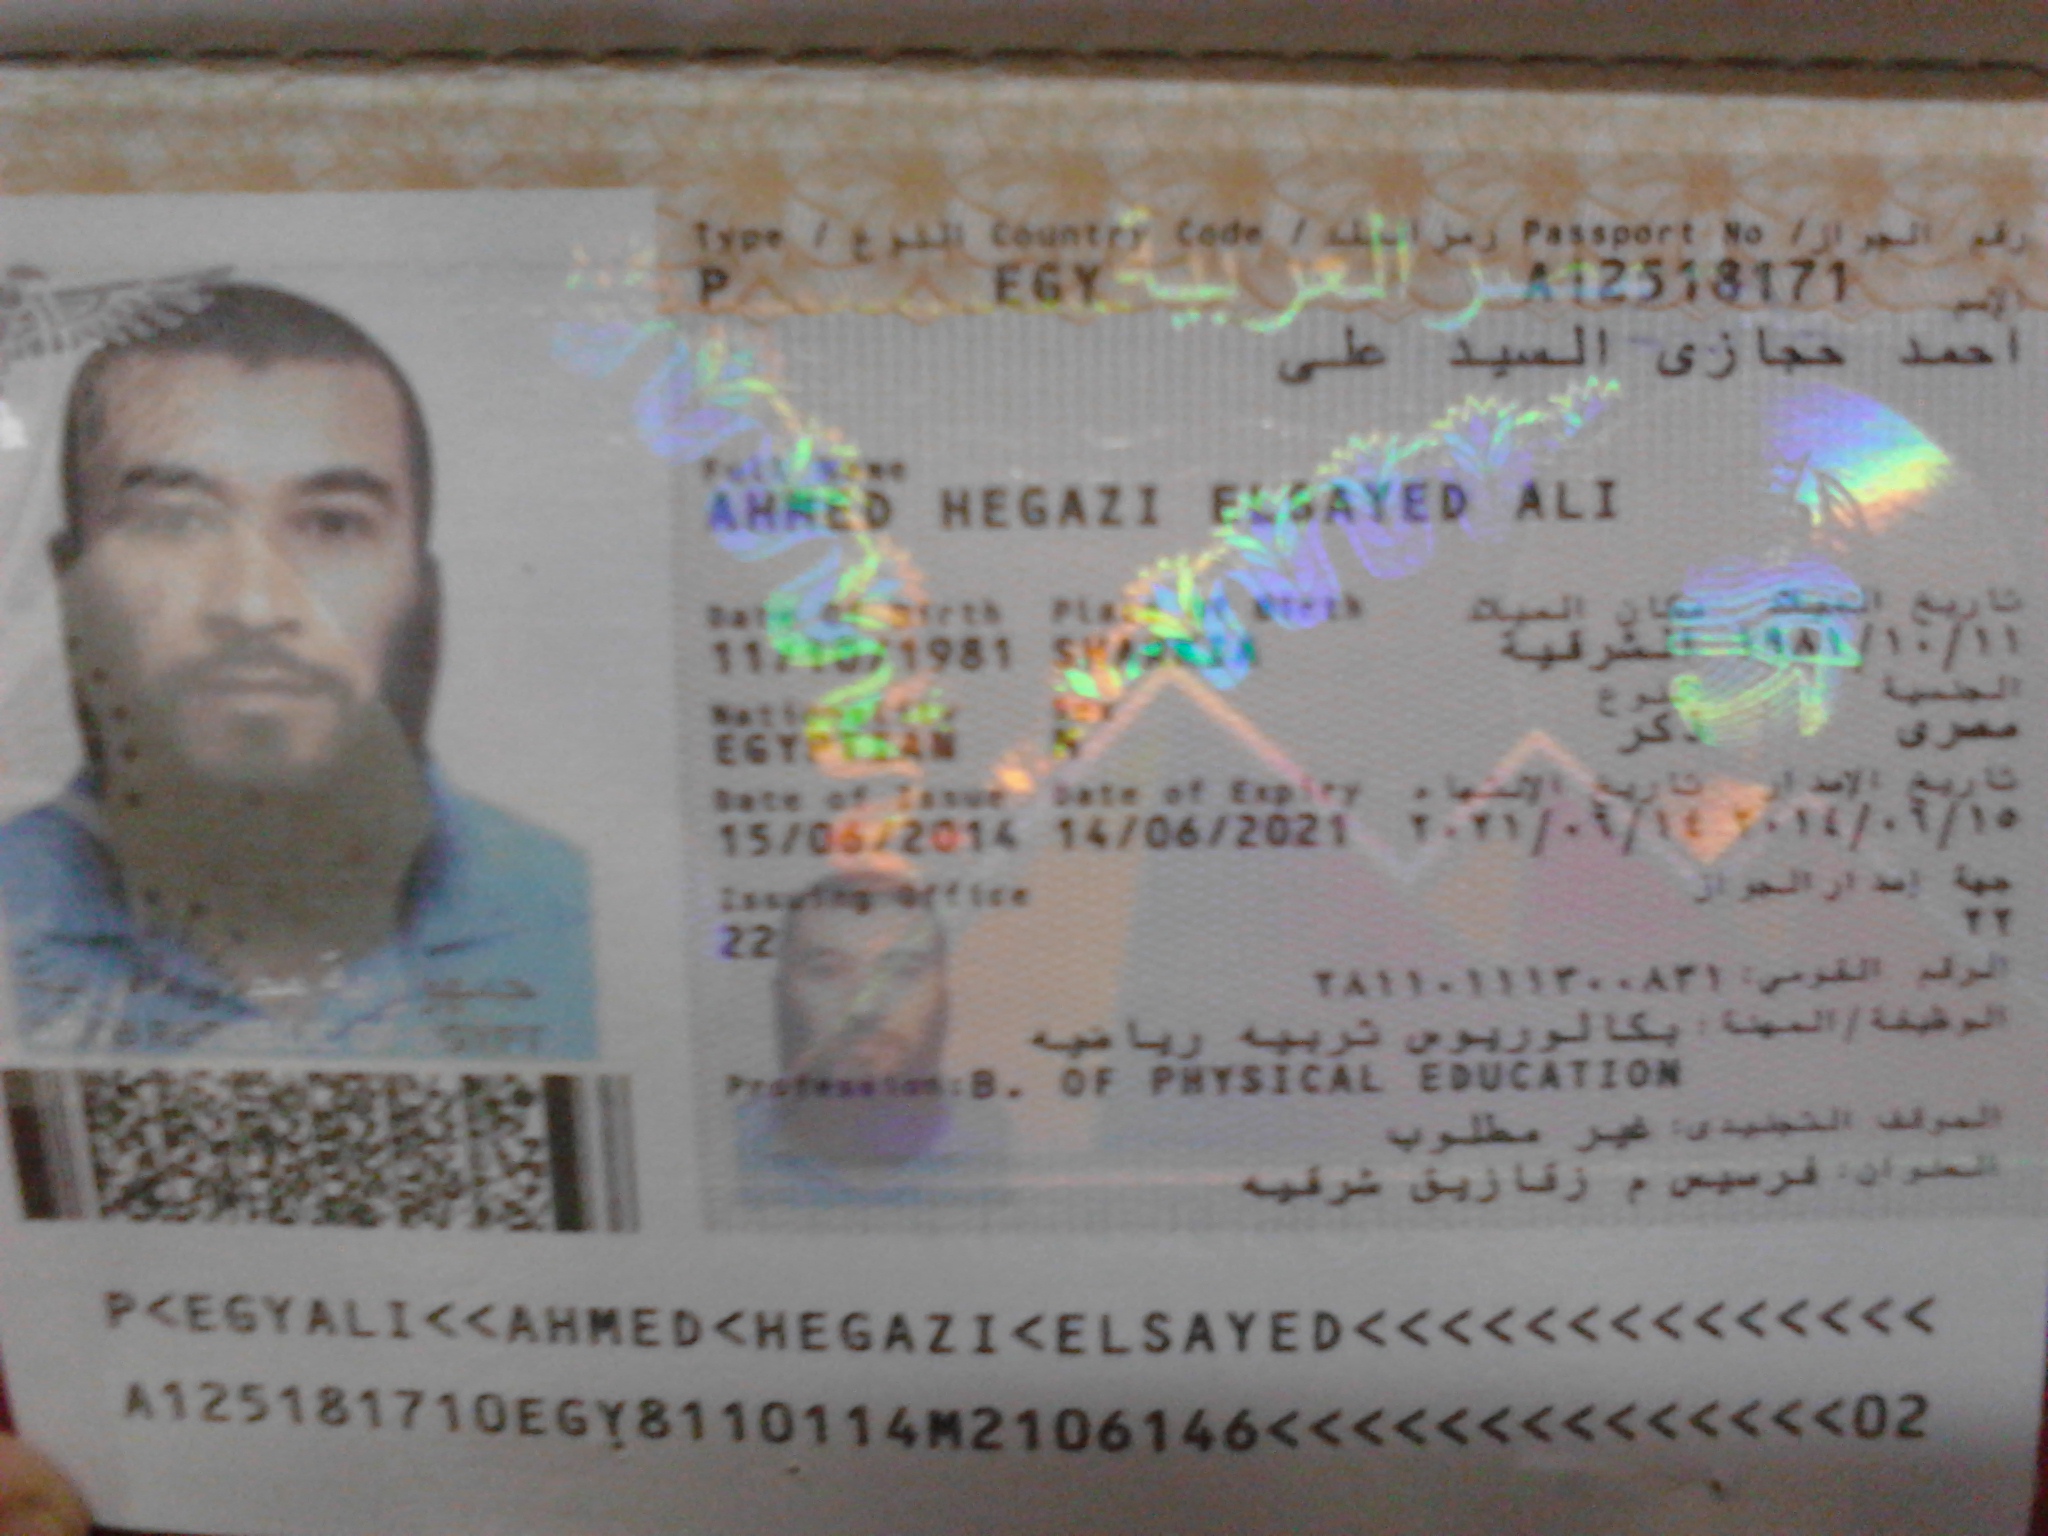 Type / النوع Country Code / رمز البلد Passport No / رقم الجواز
P EGY A12518171
الاسم
احمد حجازى السيد على
Full Name
AHMED HEGAZI ELSAYED ALI
Date of Birth Place of Birth مكان الميلاد تاريخ الميلاد
11/10/1981 SHARKIA الشرقية ١٩٨١/١٠/١١
Nationality Sex النوع الجنسية
EGYPTIAN M ذكر مصرى
Date of Issue Date of Expiry تاريخ الانتهاء تاريخ الإصدار
15/06/2014 14/06/2021 ٢٠٢١/٠٦/١٤ ٢٠١٤/٠٦/١٥
Issuing Office جهة إصدار الجواز
22 ٢٢
الرقم القومي: ٢٨١١٠١١١٣٠٠٨٣١
الوظيفة/المهنة: بكالوريوس تربيه رياضيه
Profession:B. OF PHYSICAL EDUCATION
الموقف التجنيدى: غير مطلوب
العنوان: فرسيس م زقازيق شرقيه
P<EGYALI<<AHMED<HEGAZI<ELSAYED<<<<<<<<<<<<<<
A125181710EGY8110114M2106146<<<<<<<<<<<<<<02